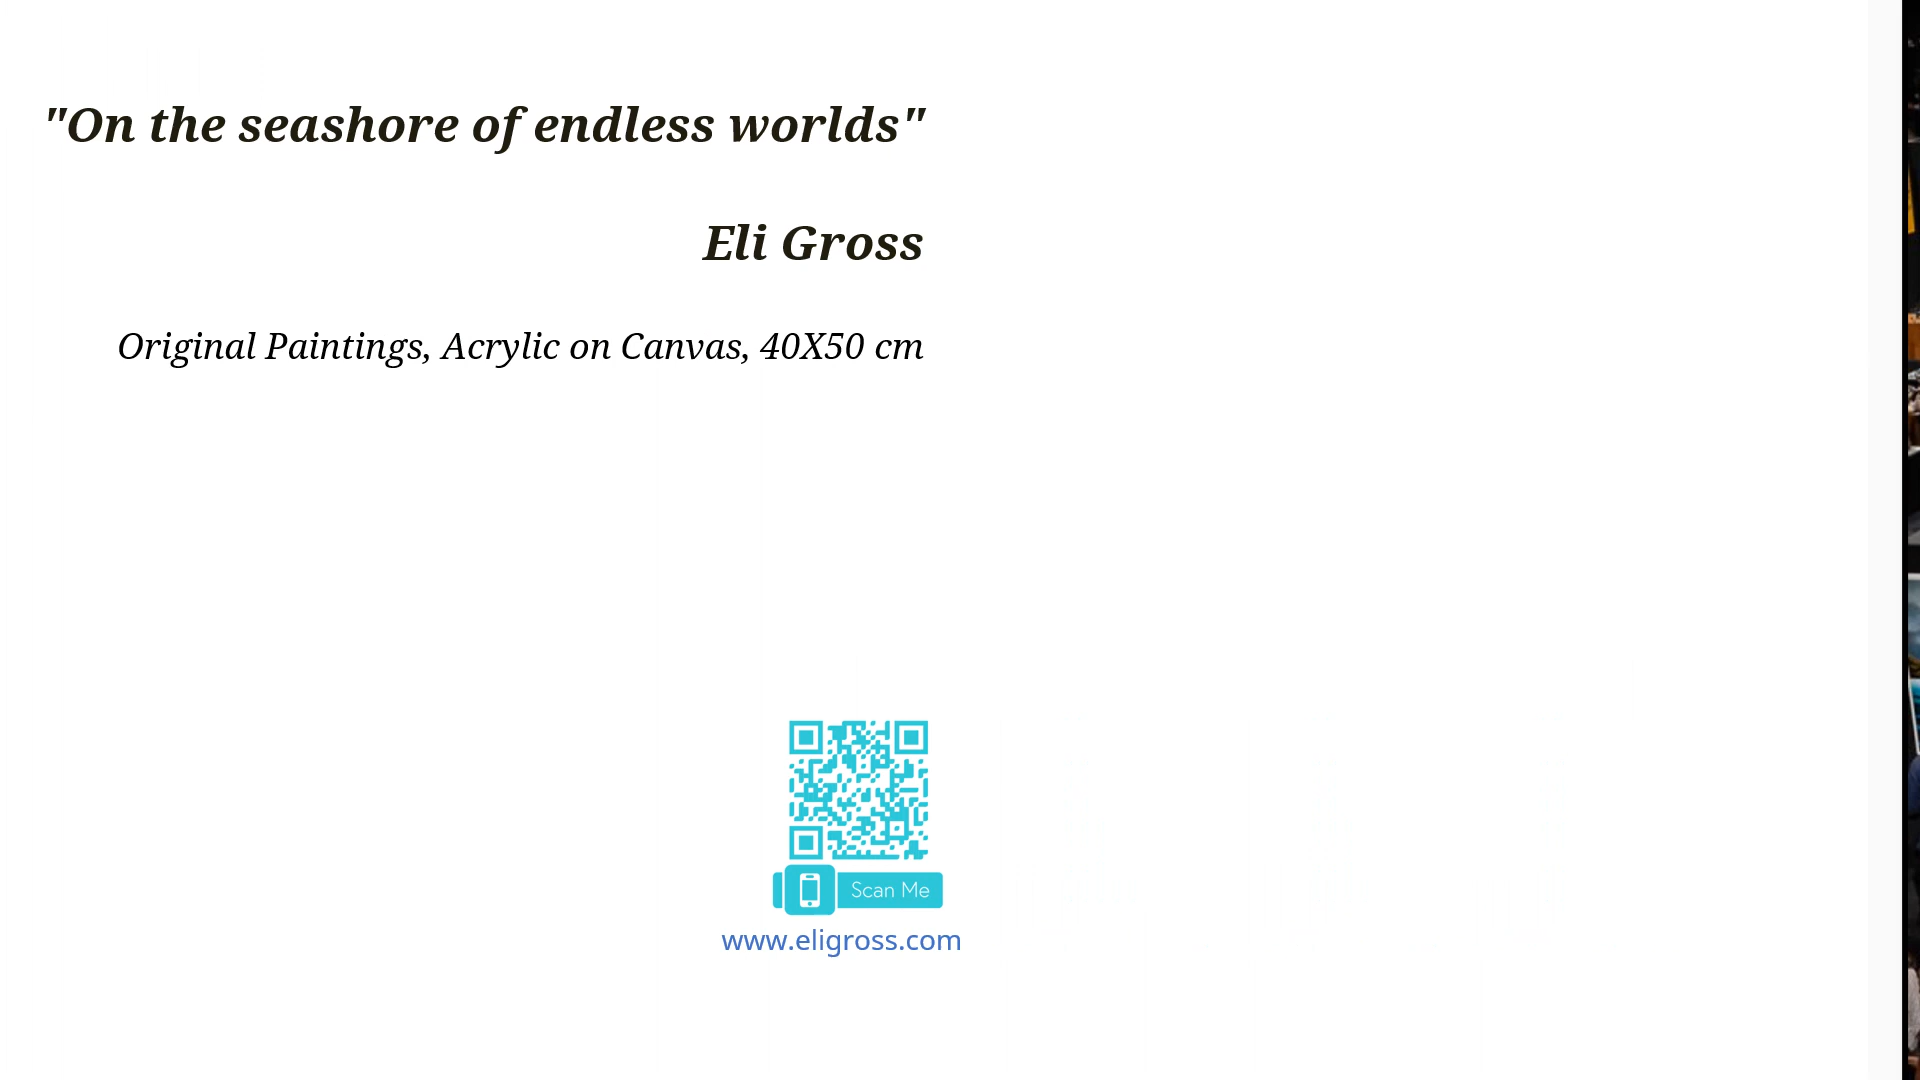 "On the seashore of endless worlds"
Eli Gross
Original Paintings, Acrylic on Canvas, 40X50 cm
Scan Me
www.eligross.com